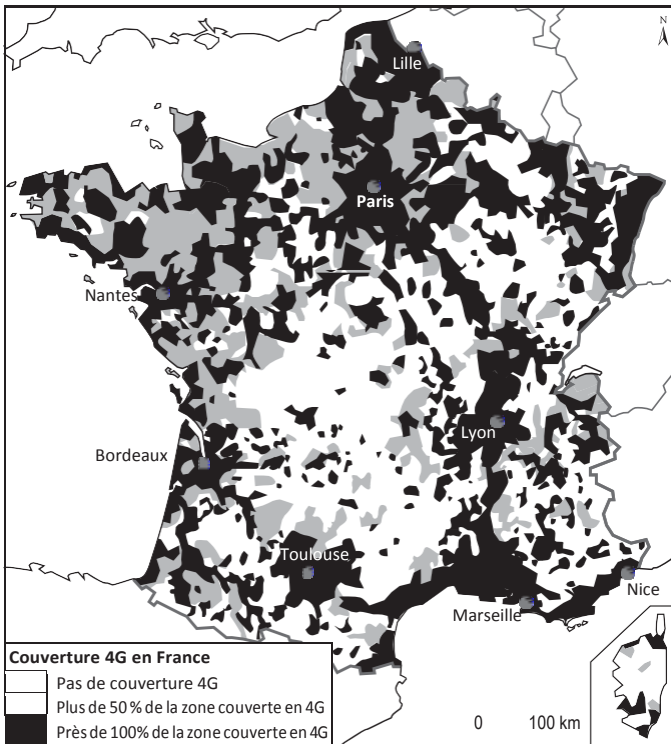 N
Lille
Paris
Nantes
Lyon
Bordeaux
Toulouse
Nice
Marseille
Couverture 4G en France
Pas de couverture 4G
Plus de 50 % de la zone couverte en 4G
Près de 100% de la zone couverte en 4G
0 100 km